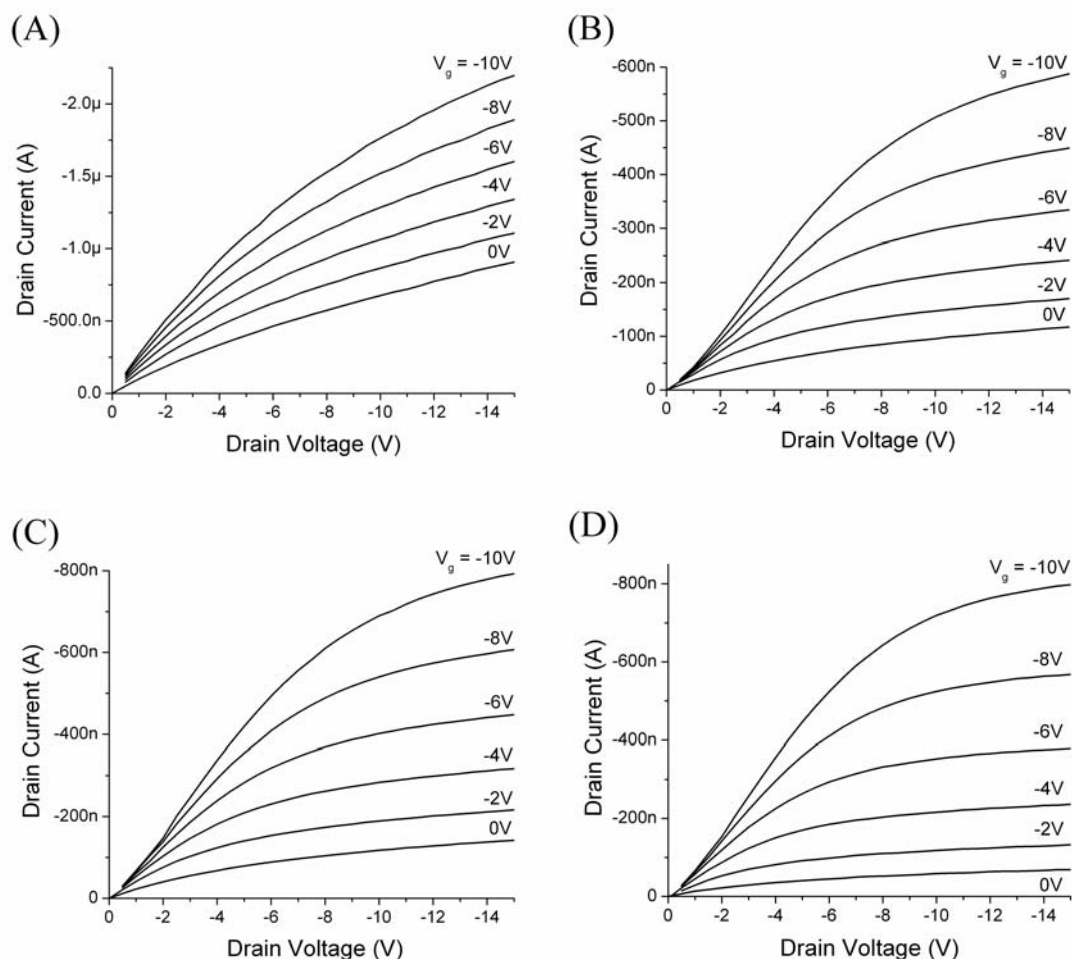 (A)
V_g = -10V
-8V
-6V
-4V
-2V
0V
-2.0µ
-1.5µ
-1.0µ
-500.0n
0.0
Drain Current (A)
0 -2 -4 -6 -8 -10 -12 -14
Drain Voltage (V)
(B)
V_g = -10V
-8V
-6V
-4V
-2V
0V
-600n
-500n
-400n
-300n
-200n
-100n
0
Drain Current (A)
0 -2 -4 -6 -8 -10 -12 -14
Drain Voltage (V)
(C)
V_g = -10V
-8V
-6V
-4V
-2V
0V
-800n
-600n
-400n
-200n
0
Drain Current (A)
0 -2 -4 -6 -8 -10 -12 -14
Drain Voltage (V)
(D)
V_g = -10V
-8V
-6V
-4V
-2V
0V
-800n
-600n
-400n
-200n
0
Drain Current (A)
0 -2 -4 -6 -8 -10 -12 -14
Drain Voltage (V)